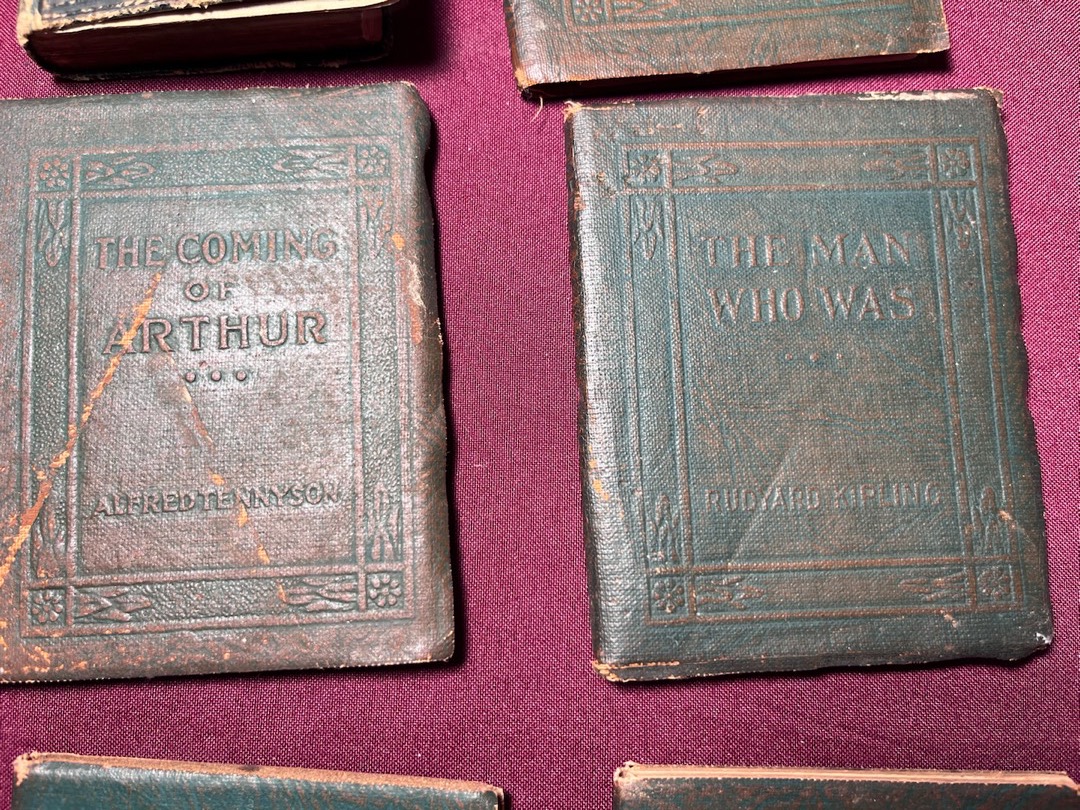 THE COMING
OF
ARTHUR
ALFRED TENNYSON
THE MAN
WHO WAS
RUDYARD KIPLING